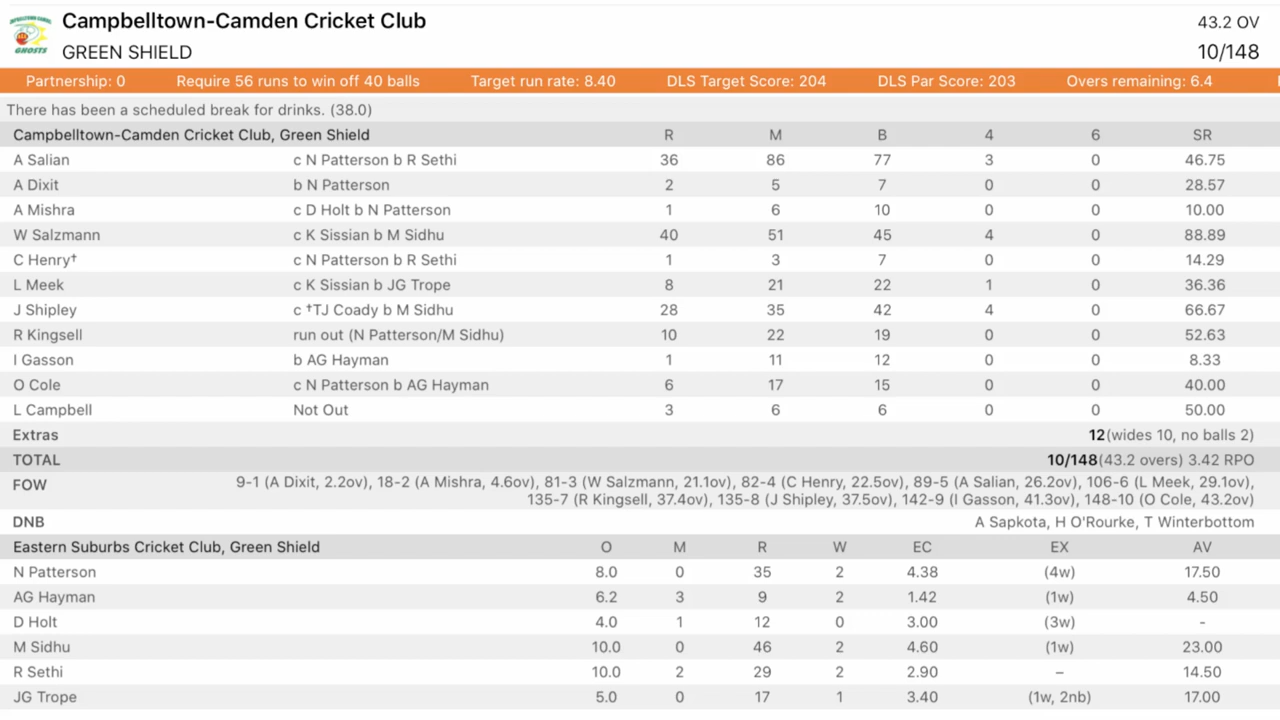 Campbelltown-Camden Cricket Club 43.2 OV
GREEN SHIELD 10/148
GHOSTS
Partnership: 0 Require 56 runs to win off 40 balls Target run rate: 8.40 DLS Target Score: 204 DLS Par Score: 203 Overs remaining: 6.4
There has been a scheduled break for drinks. (38.0)
Campbelltown-Camden Cricket Club, Green Shield R M B 4 6 SR
A Salian c N Patterson b R Sethi 36 86 77 3 0 46.75
A Dixit b N Patterson 2 5 7 0 0 28.57
A Mishra c D Holt b N Patterson 1 6 10 0 0 10.00
W Salzmann c K Sissian b M Sidhu 40 51 45 4 0 88.89
C Henry† c N Patterson b R Sethi 1 3 7 0 0 14.29
L Meek c K Sissian b JG Trope 8 21 22 1 0 36.36
J Shipley c †TJ Coady b M Sidhu 28 35 42 4 0 66.67
R Kingsell run out (N Patterson/M Sidhu) 10 22 19 0 0 52.63
I Gasson b AG Hayman 1 11 12 0 0 8.33
O Cole c N Patterson b AG Hayman 6 17 15 0 0 40.00
L Campbell Not Out 3 6 6 0 0 50.00
Extras 12(wides 10, no balls 2)
TOTAL 10/148(43.2 overs) 3.42 RPO
FOW 9-1 (A Dixit, 2.2ov), 18-2 (A Mishra, 4.6ov), 81-3 (W Salzmann, 21.1ov), 82-4 (C Henry, 22.5ov), 89-5 (A Salian, 26.2ov), 106-6 (L Meek, 29.1ov),
135-7 (R Kingsell, 37.4ov), 135-8 (J Shipley, 37.5ov), 142-9 (I Gasson, 41.3ov), 148-10 (O Cole, 43.2ov)
DNB A Sapkota, H O'Rourke, T Winterbottom
Eastern Suburbs Cricket Club, Green Shield O M R W EC EX AV
N Patterson 8.0 0 35 2 4.38 (4w) 17.50
AG Hayman 6.2 3 9 2 1.42 (1w) 4.50
D Holt 4.0 1 12 0 3.00 (3w) -
M Sidhu 10.0 0 46 2 4.60 (1w) 23.00
R Sethi 10.0 2 29 2 2.90 – 14.50
JG Trope 5.0 0 17 1 3.40 (1w, 2nb) 17.00